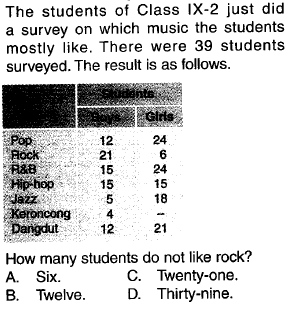 The students of Class IX-2 just did
a survey on which music the students
mostly like. There were 39 students
surveyed. The result is as follows.
Students
Boys Girls
Pop 12 24
Rock 21 6
R&B 15 24
Hip-hop 15 15
Jazz 5 18
Keroncong 4 --
Dangdut 12 21
How many students do not like rock?
A. Six. C. Twenty-one.
B. Twelve. D. Thirty-nine.